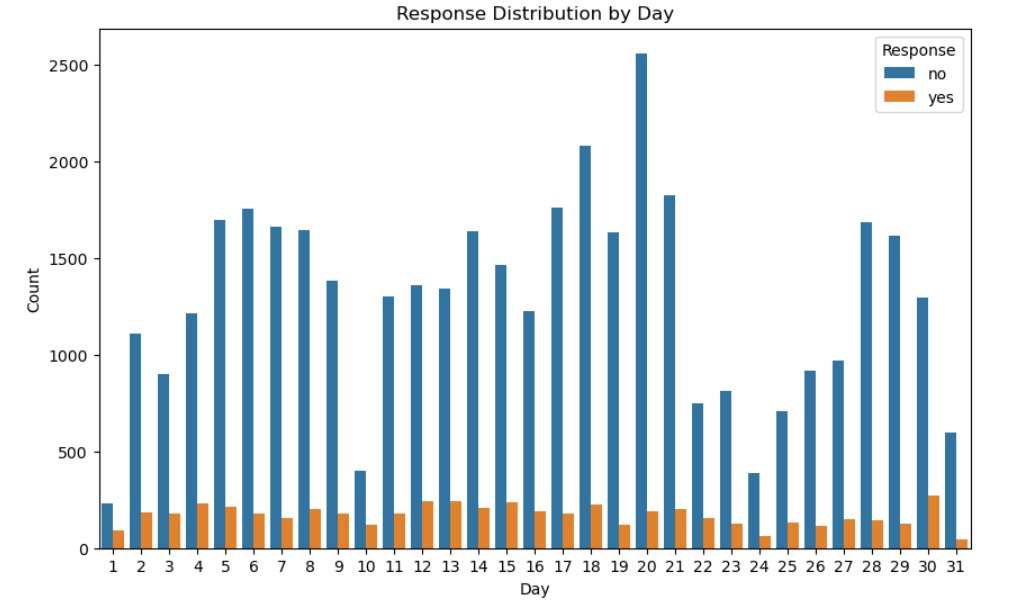 Response Distribution by Day
Response
no
yes
2500
2000
1500
1000
500
0
Count
1 2 3 4 5 6 7 8 9 10 11 12 13 14 15 16 17 18 19 20 21 22 23 24 25 26 27 28 29 30 31
Day